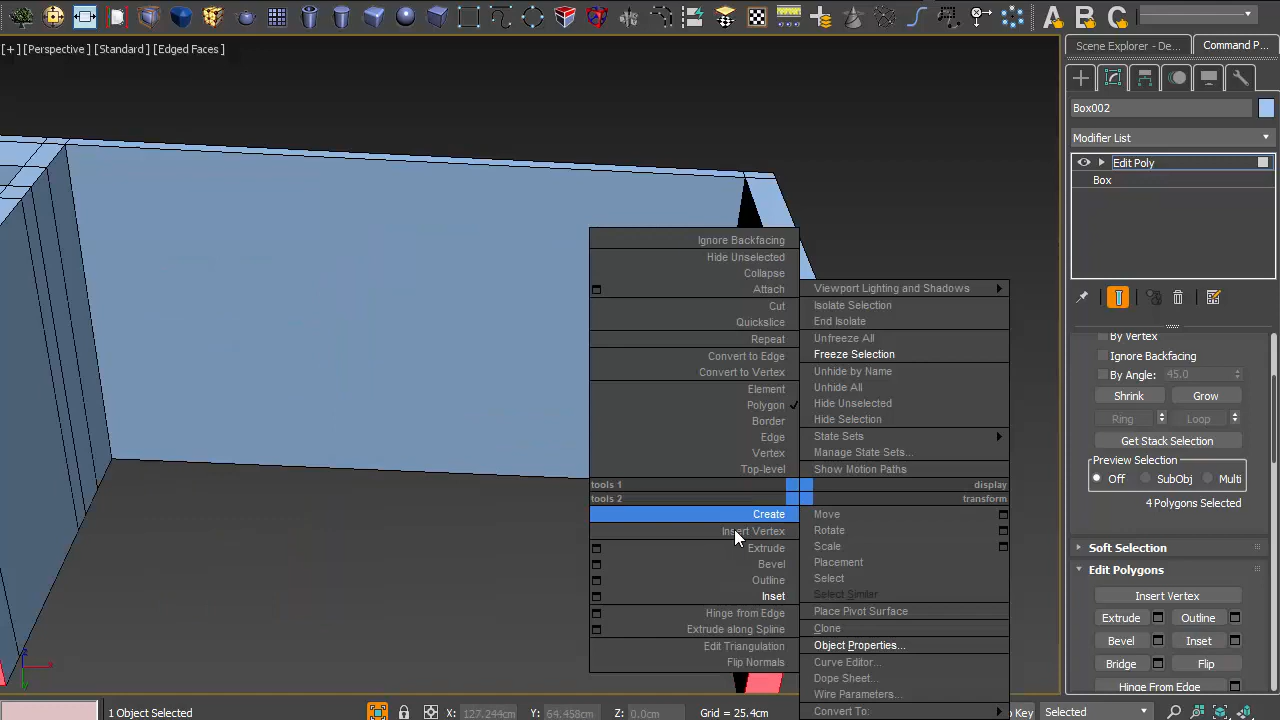 [+] [Perspective] [Standard] [Edged Faces]
Scene Explorer - De...
Command P...
Box002
Modifier List
Edit Poly
Box
By Vertex
Ignore Backfacing
By Angle: 45.0
Shrink
Grow
Ring
Loop
Get Stack Selection
Preview Selection
Off
SubObj
Multi
4 Polygons Selected
Soft Selection
Edit Polygons
Insert Vertex
Extrude
Outline
Bevel
Inset
Bridge
Flip
Hinge From Edge
Ignore Backfacing
Hide Unselected
Collapse
Attach
Cut
Quickslice
Repeat
Convert to Edge
Convert to Vertex
Element
Polygon
Border
Edge
Vertex
Top-level
tools 1
tools 2
Create
Insert Vertex
Extrude
Bevel
Outline
Inset
Hinge from Edge
Extrude along Spline
Edit Triangulation
Flip Normals
Viewport Lighting and Shadows
Isolate Selection
End Isolate
Unfreeze All
Freeze Selection
Unhide by Name
Unhide All
Hide Unselected
Hide Selection
State Sets
Manage State Sets...
Show Motion Paths
display
transform
Move
Rotate
Scale
Placement
Select
Select Similar
Place Pivot Surface
Clone
Object Properties...
Curve Editor...
Dope Sheet...
Wire Parameters...
Convert To:
1 Object Selected
X: 127.244cm
Y: 64.458cm
Z: 0.0cm
Grid = 25.4cm
Key
Selected